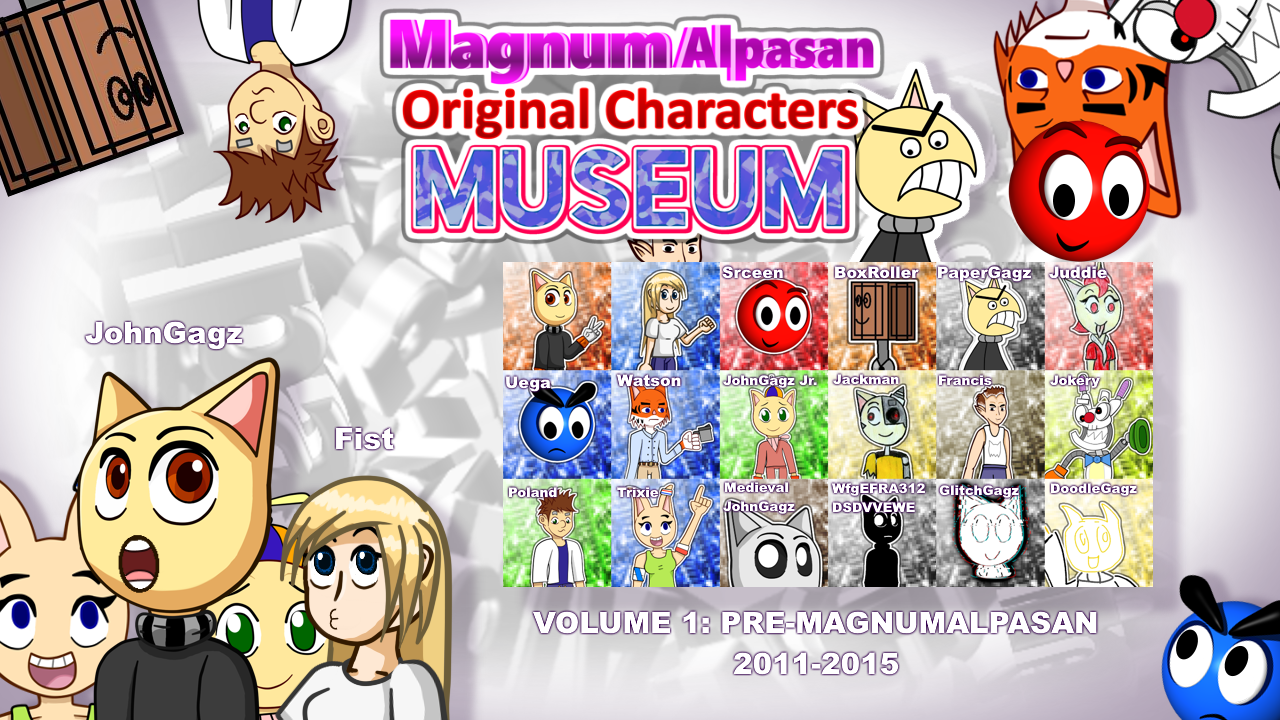 Magnum/Alpasan
Original Characters
MUSEUM
JohnGagz
Fist
Srceen
BoxRoller
PaperGagz
Juddie
Uega
Watson
JohnGagz Jr.
Jackman
Francis
Jokery
Poland
Trixie
Medieval
JohnGagz
WfgEFRA312
DSDVVEWE
GlitchGagz
DoodleGagz
VOLUME 1: PRE-MAGNUMALPASAN
2011-2015